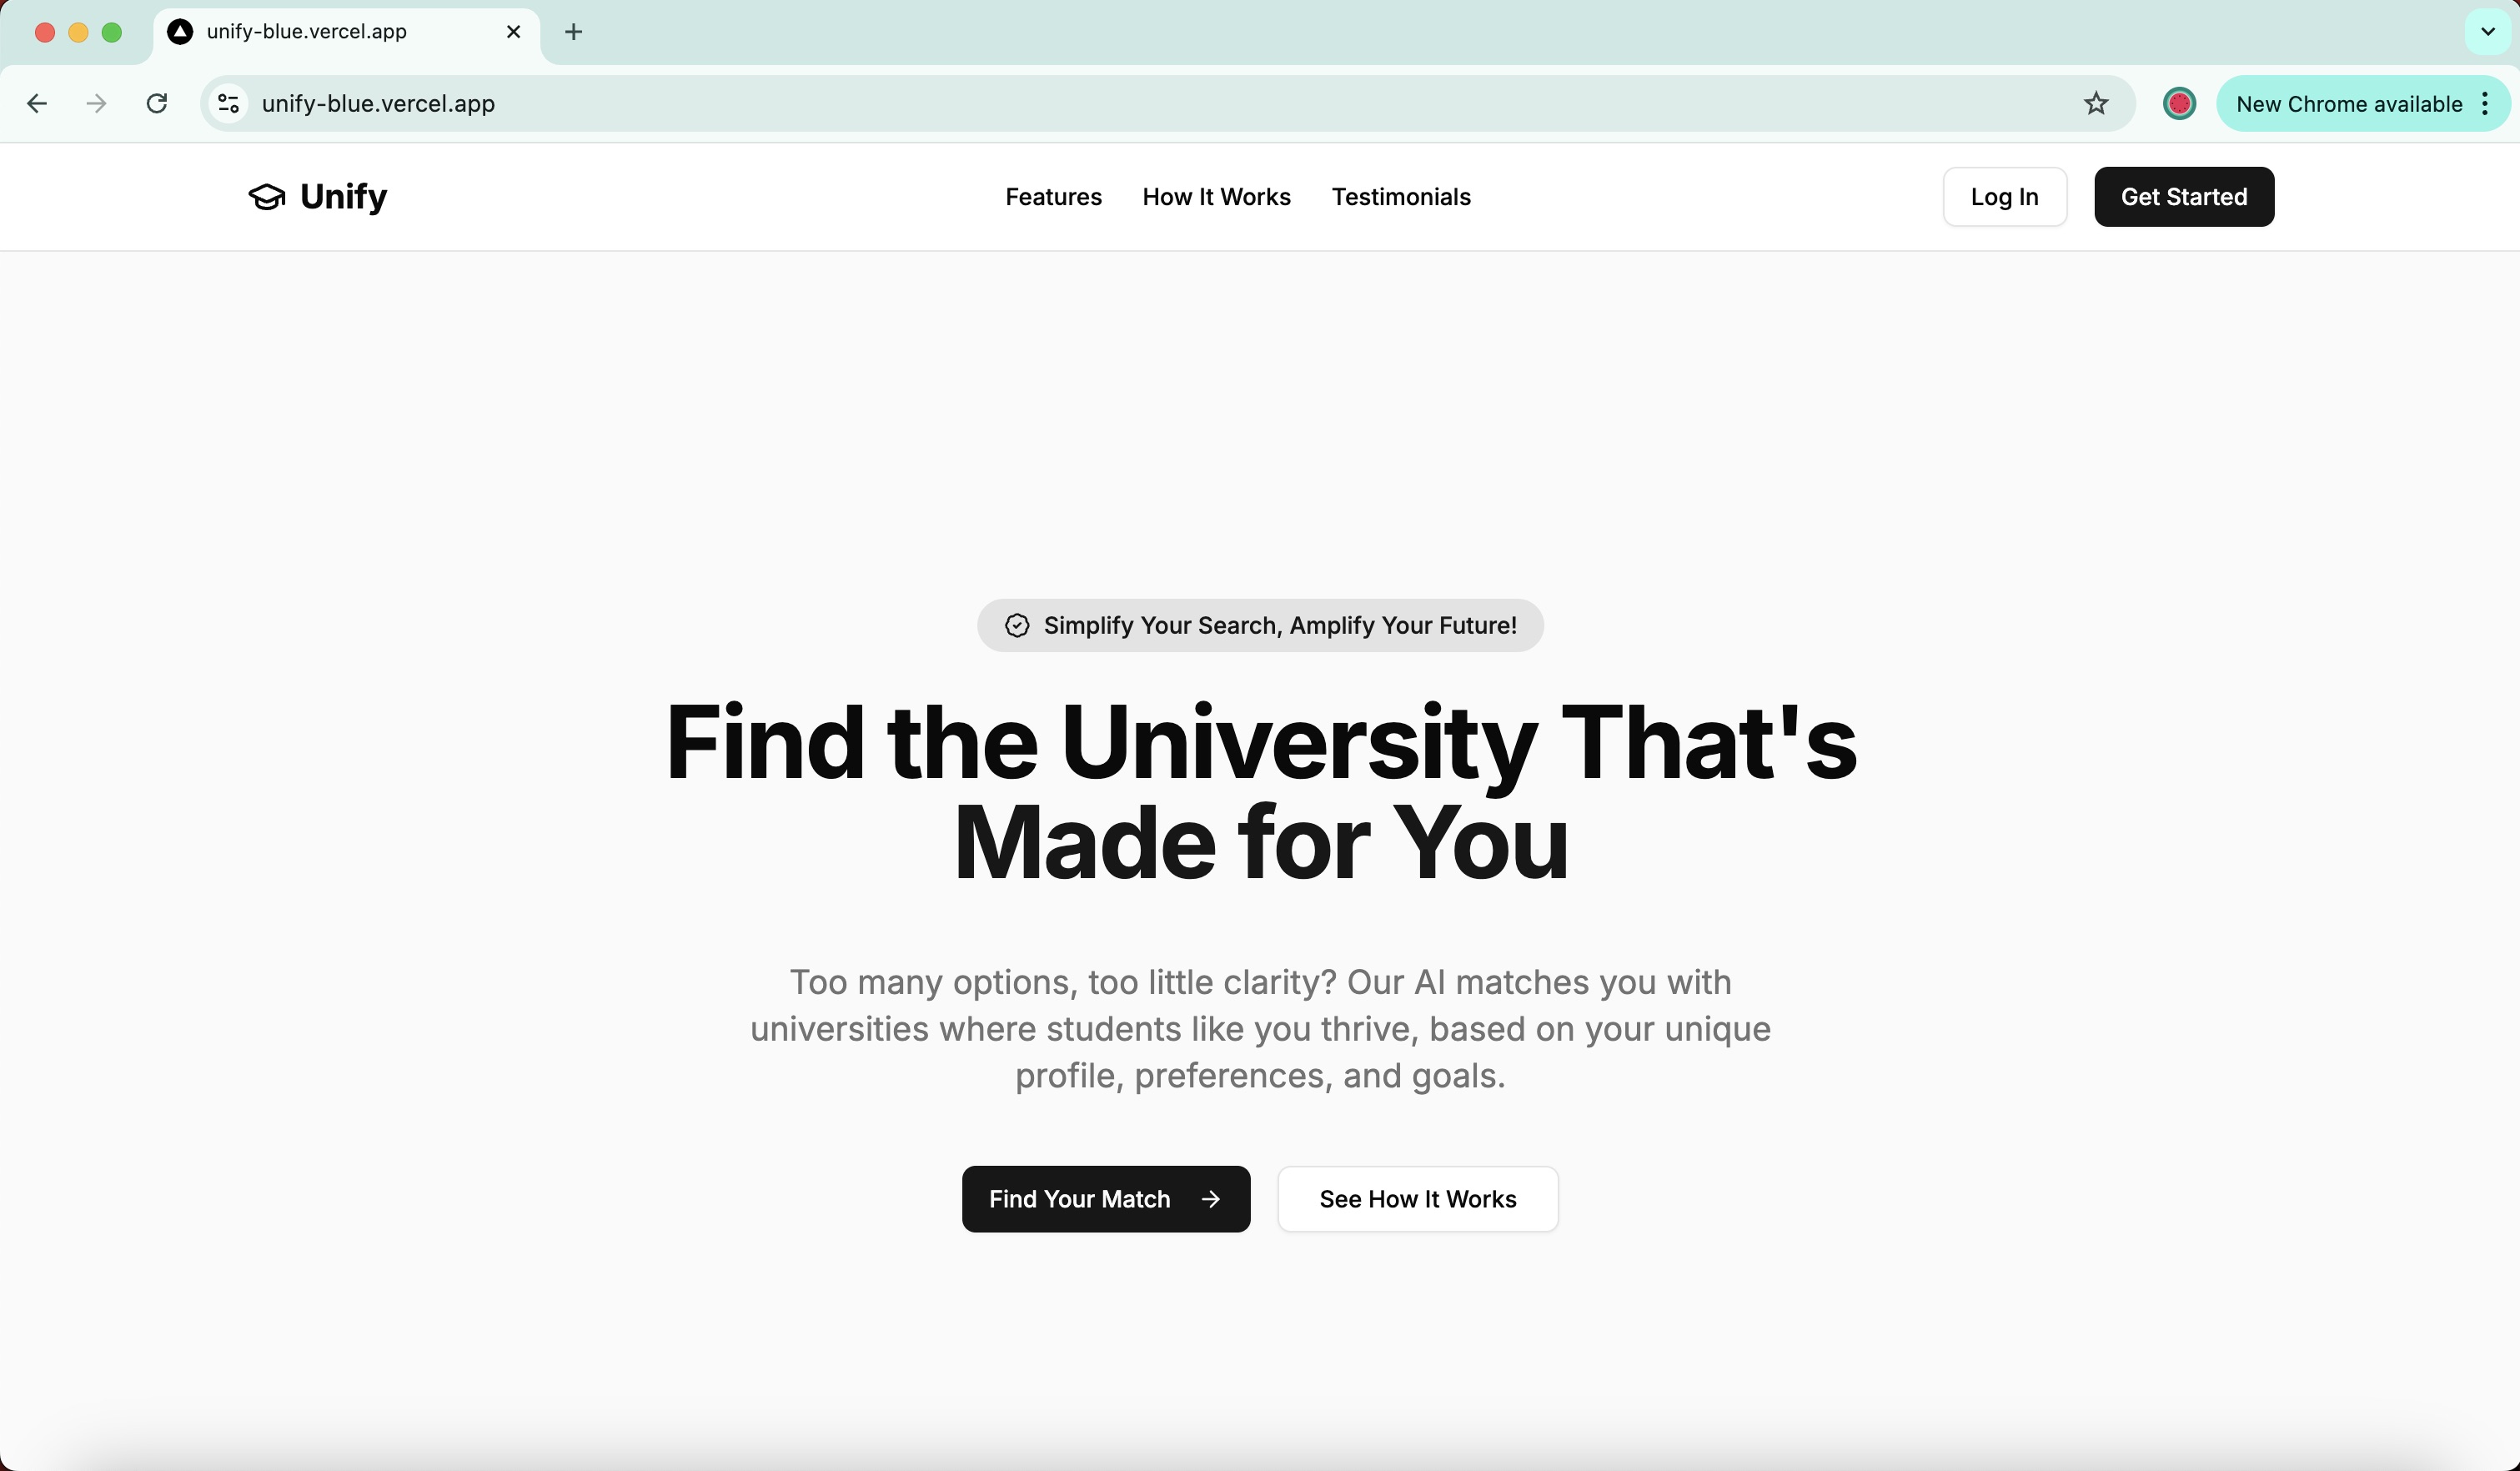 unify-blue.vercel.app
unify-blue.vercel.app
New Chrome available
Unify
Features
How It Works
Testimonials
Log In
Get Started
Simplify Your Search, Amplify Your Future!
Find the University That's
Made for You
Too many options, too little clarity? Our AI matches you with
universities where students like you thrive, based on your unique
profile, preferences, and goals.
Find Your Match
See How It Works